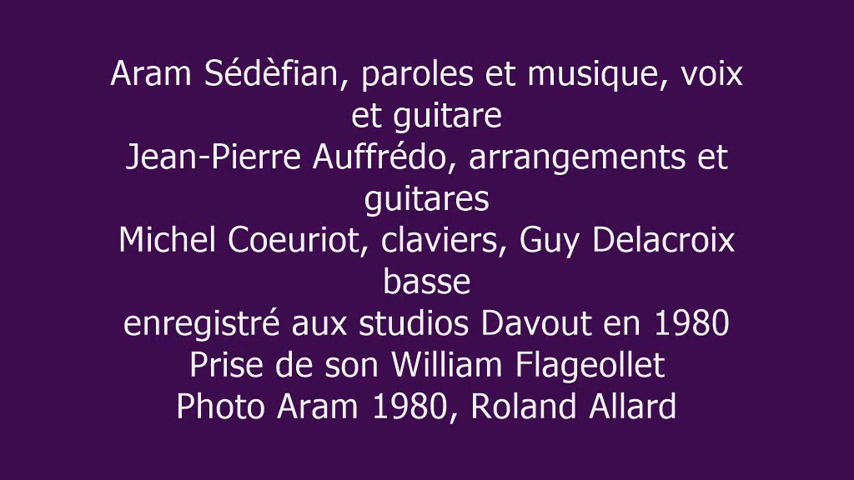 Aram Sédèfian, paroles et musique, voix
et guitare
Jean-Pierre Auffrédo, arrangements et
guitares
Michel Coeuriot, claviers, Guy Delacroix
basse
enregistré aux studios Davout en 1980
Prise de son William Flageollet
Photo Aram 1980, Roland Allard